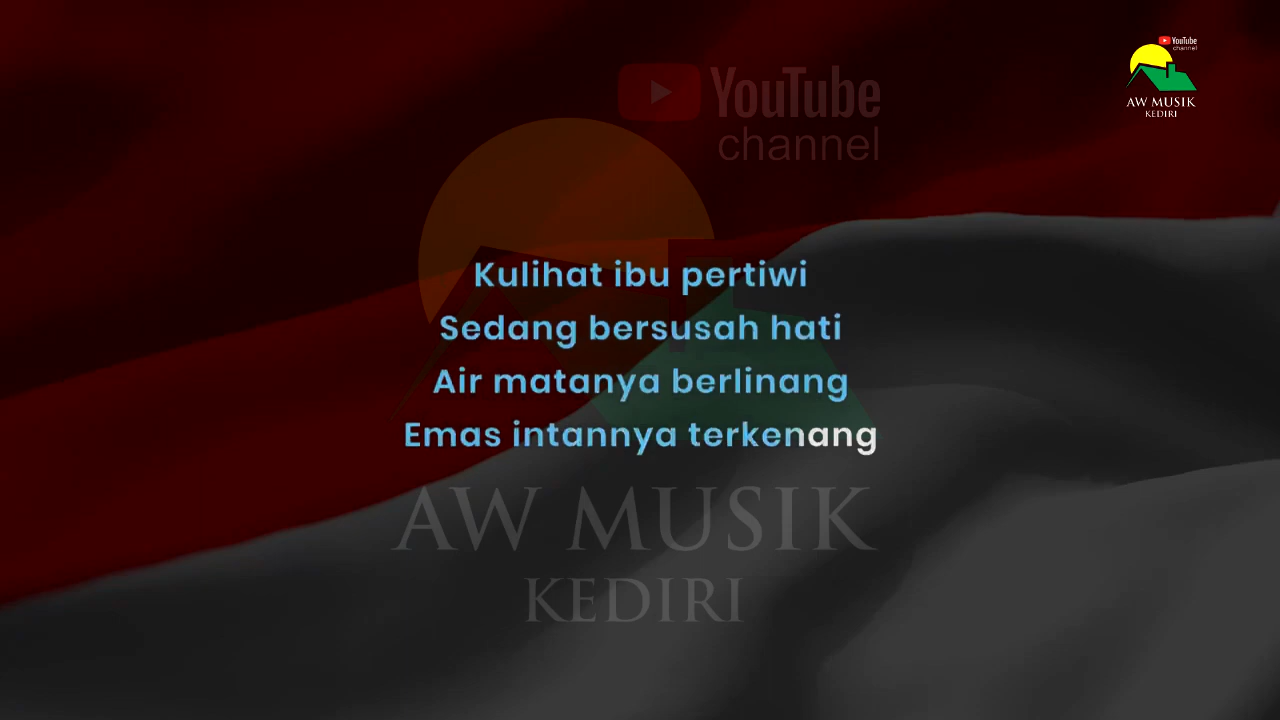 YouTube
channel
AW MUSIK
KEDIRI
YouTube
channel
Kulihat ibu pertiwi
Sedang bersusah hati
Air matanya berlinang
Emas intannya terkenang
AW MUSIK
KEDIRI